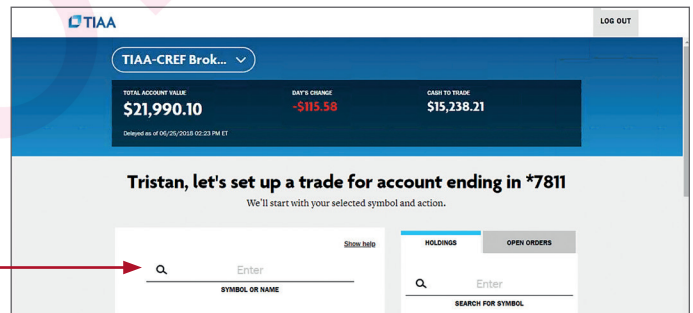 TIAA
LOG OUT
TIAA-CREF Brok...
TOTAL ACCOUNT VALUE
DAY'S CHANGE
CASH TO TRADE
$21,990.10
-$115.58
$15,238.21
Delayed as of 06/25/2018 02:23 PM ET
Tristan, let's set up a trade for account ending in *7811
We'll start with your selected symbol and action.
Show help
HOLDINGS
OPEN ORDERS
Enter
SYMBOL OR NAME
Enter
SEARCH FOR SYMBOL